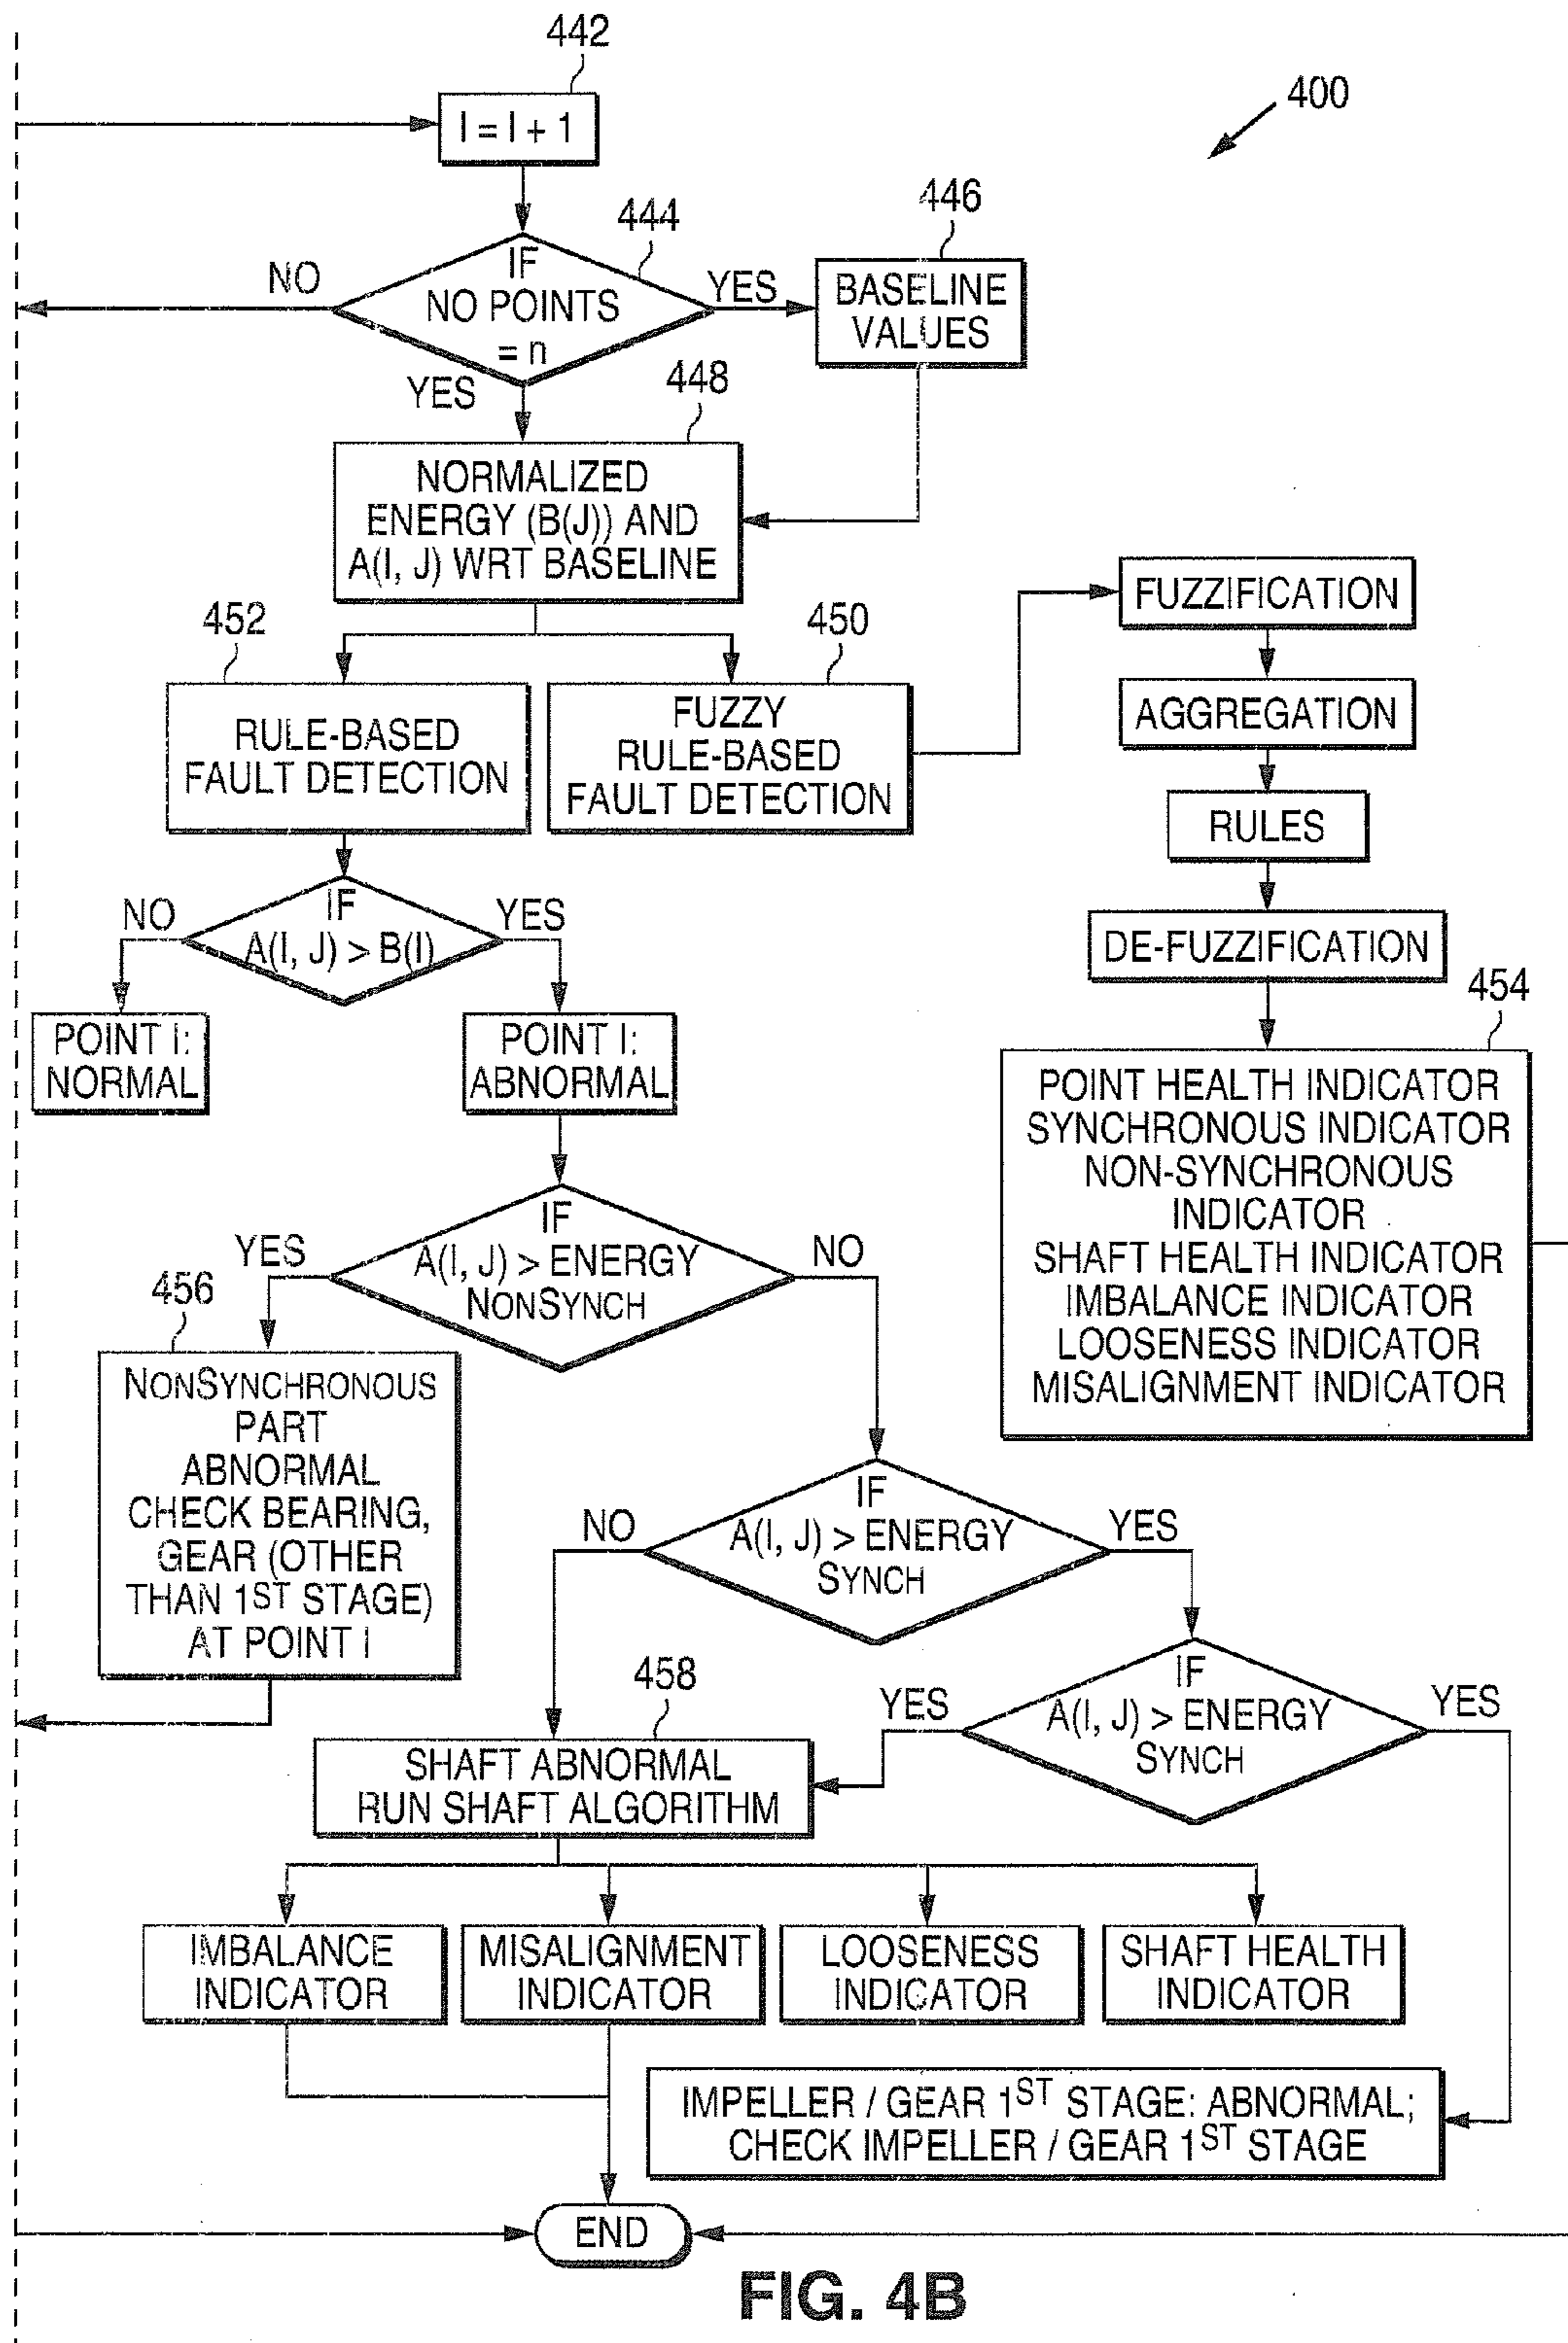 442
I = I + 1
400
444
446
IF
NO POINTS
= n
NO
YES
YES
BASELINE
VALUES
448
NORMALIZED
ENERGY (B(J)) AND
A(I, J) WRT BASELINE
452
450
RULE-BASED
FAULT DETECTION
FUZZY
RULE-BASED
FAULT DETECTION
FUZZIFICATION
AGGREGATION
RULES
DE-FUZZIFICATION
454
POINT HEALTH INDICATOR
SYNCHRONOUS INDICATOR
NON-SYNCHRONOUS
INDICATOR
SHAFT HEALTH INDICATOR
IMBALANCE INDICATOR
LOOSENESS INDICATOR
MISALIGNMENT INDICATOR
NO
IF
A(I, J) > B(I)
YES
POINT I:
NORMAL
POINT I:
ABNORMAL
YES
IF
A(I, J) > ENERGY
NONSYNCH
NO
456
NONSYNCHRONOUS
PART
ABNORMAL
CHECK BEARING,
GEAR (OTHER
THAN 1ST STAGE)
AT POINT I
NO
IF
A(I, J) > ENERGY
SYNCH
YES
YES
IF
A(I, J) > ENERGY
SYNCH
YES
458
SHAFT ABNORMAL
RUN SHAFT ALGORITHM
IMBALANCE
INDICATOR
MISALIGNMENT
INDICATOR
LOOSENESS
INDICATOR
SHAFT HEALTH
INDICATOR
IMPELLER / GEAR 1ST STAGE: ABNORMAL;
CHECK IMPELLER / GEAR 1ST STAGE
END
FIG. 4B